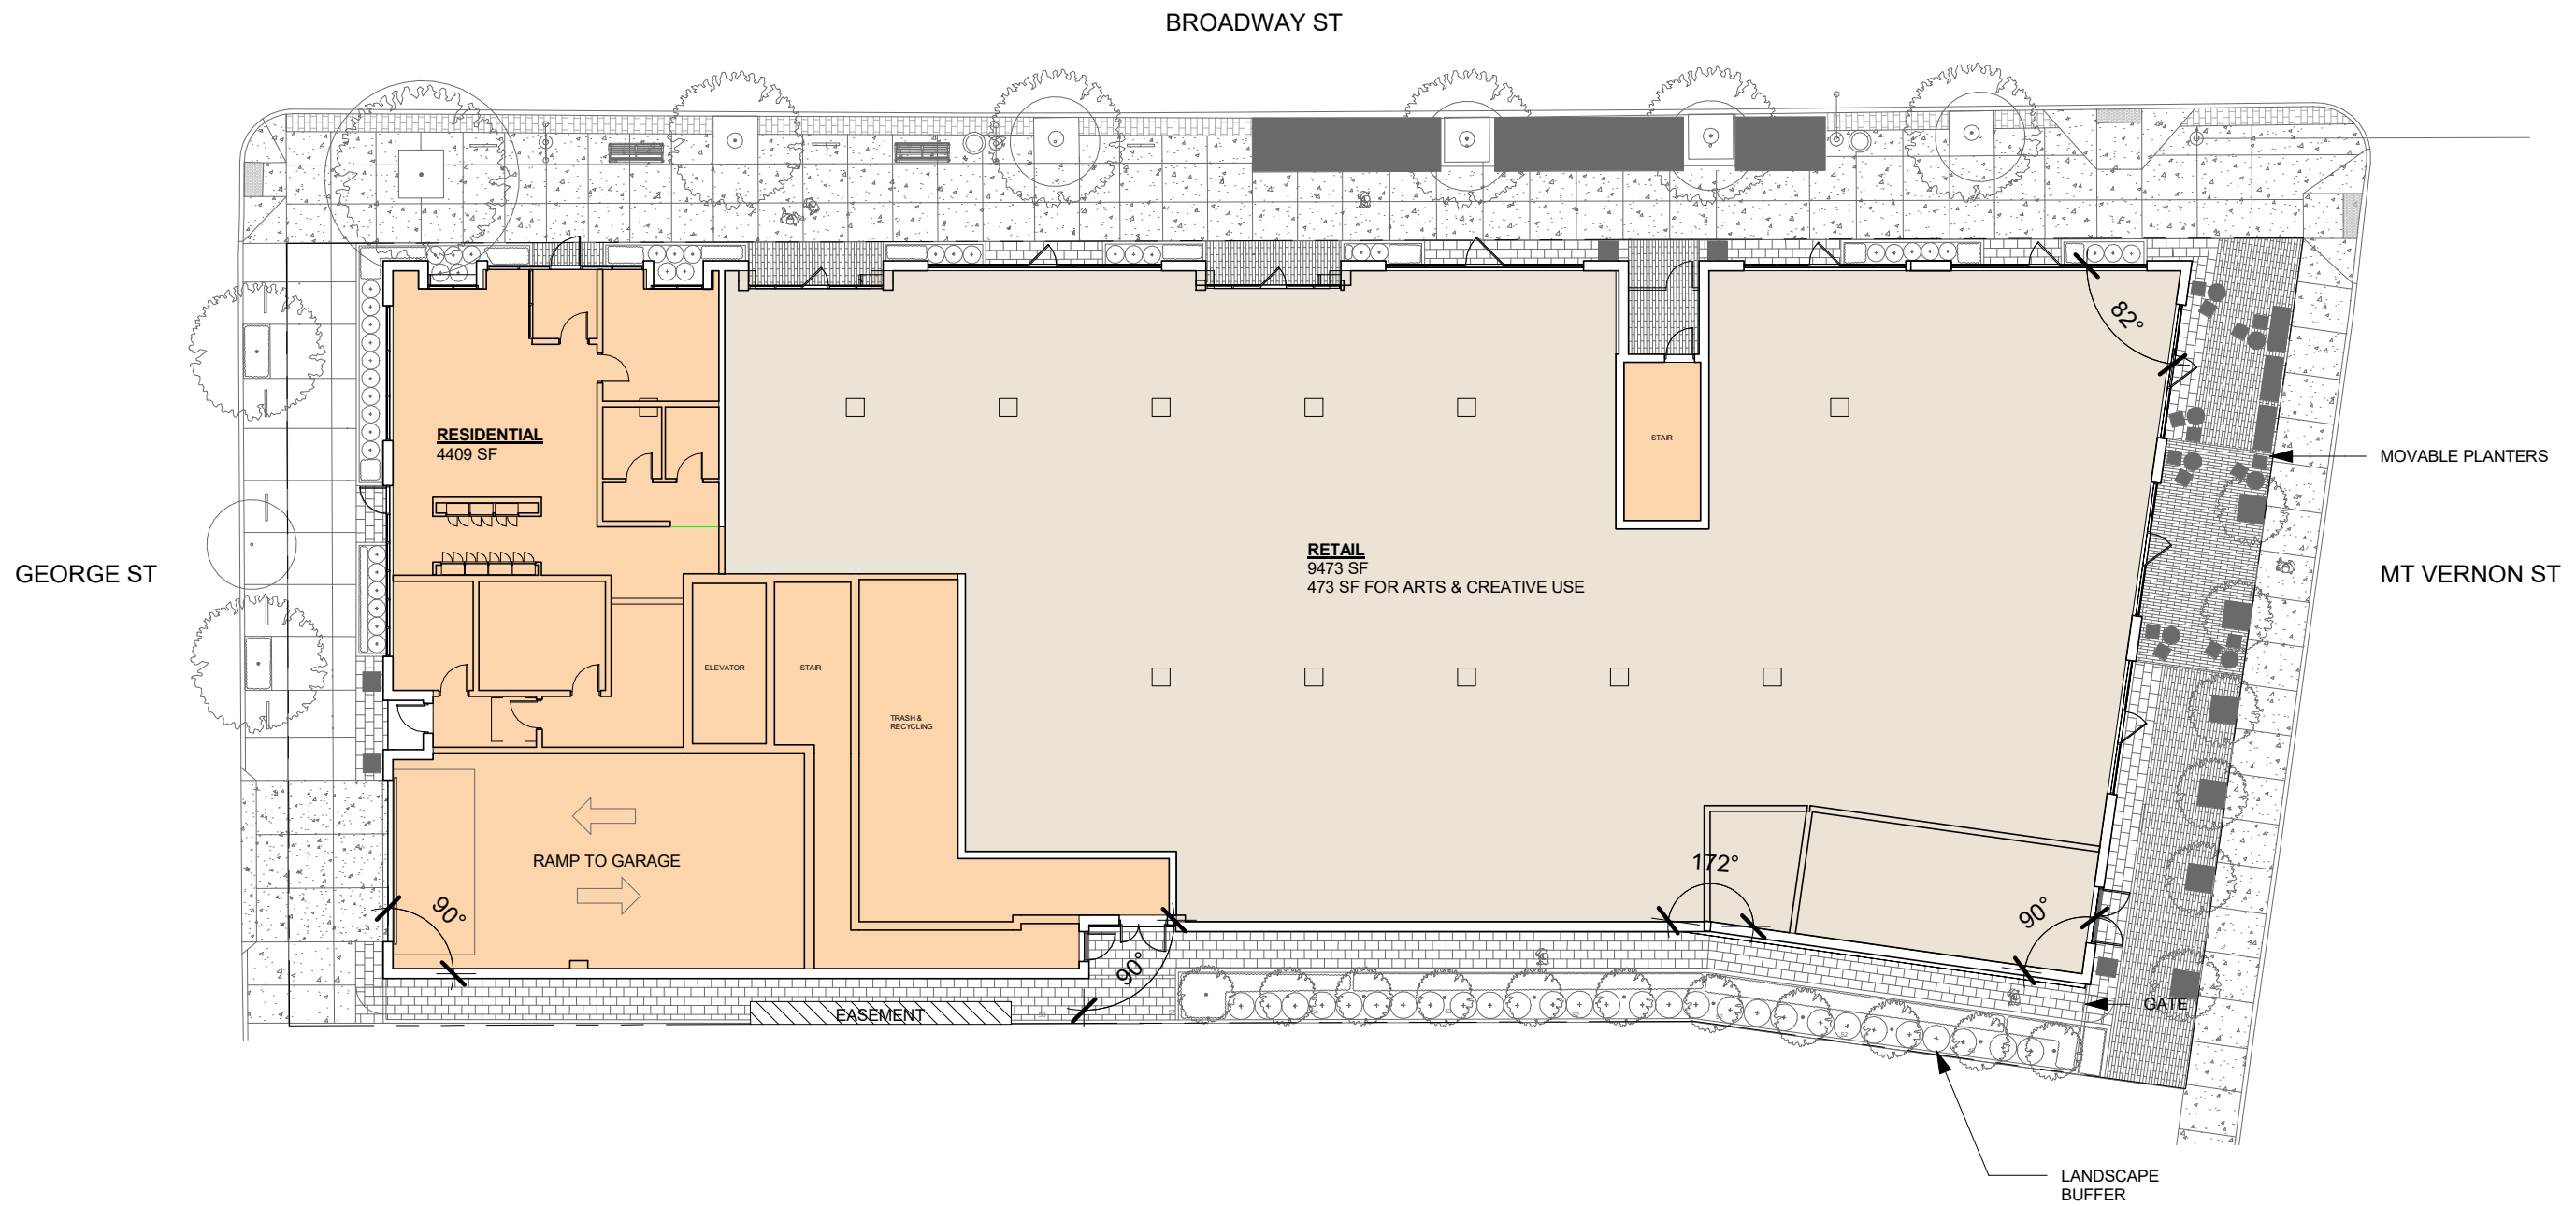 BROADWAY ST
82°
RESIDENTIAL
4409 SF
STAIR
MOVABLE PLANTERS
RETAIL
9473 SF
473 SF FOR ARTS & CREATIVE USE
GEORGE ST
MT VERNON ST
ELEVATOR
STAIR
TRASH &
RECYCLING
RAMP TO GARAGE
172°
90°
90°
90°
GATE
EASEMENT
LANDSCAPE
BUFFER